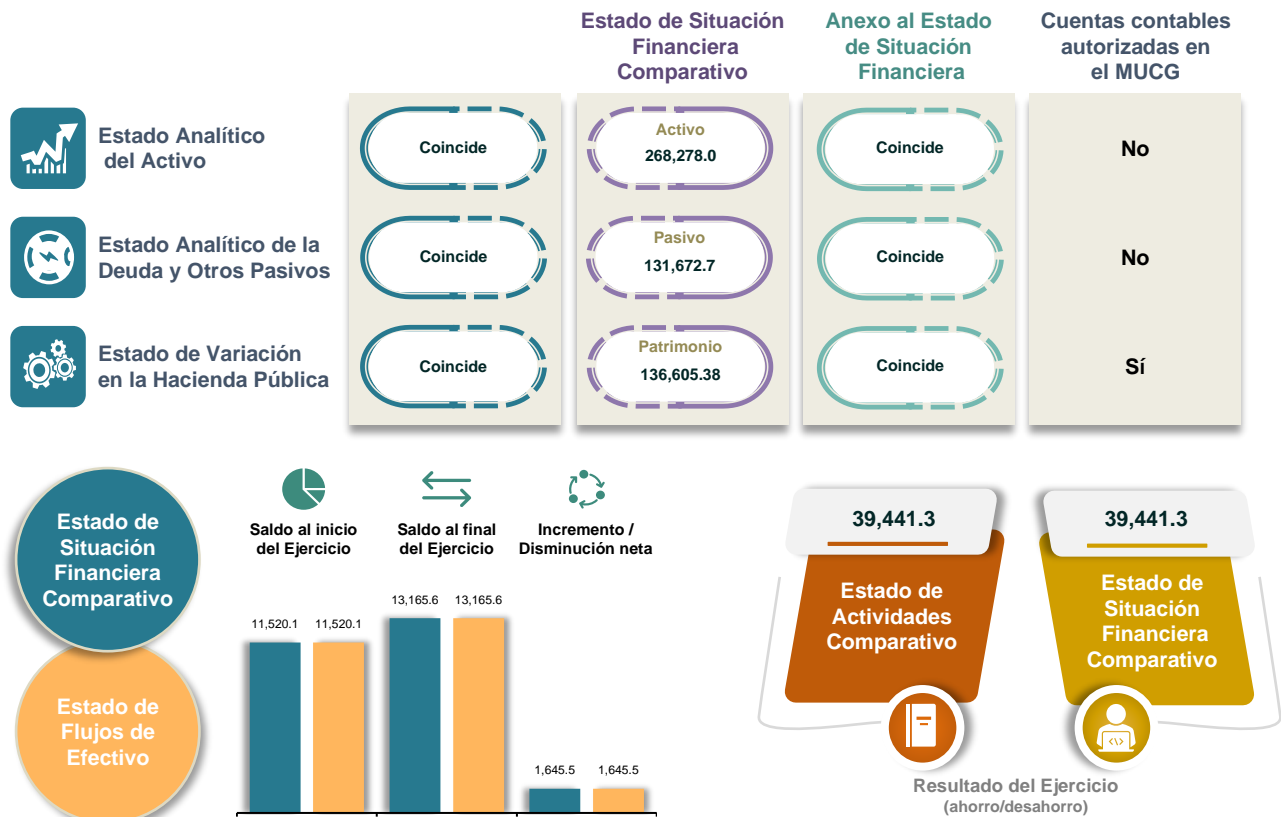 Estado de Situación
Financiera
Comparativo
Anexo al Estado
de Situación
Financiera
Cuentas contables
autorizadas en
el MUCG
Estado Analítico
del Activo
Coincide
Activo
268,278.0
Coincide
No
Estado Analítico de la
Deuda y Otros Pasivos
Coincide
Pasivo
131,672.7
Coincide
No
Estado de Variación
en la Hacienda Pública
Coincide
Patrimonio
136,605.38
Coincide
Sí
Estado de
Situación
Financiera
Comparativo
Estado de
Flujos de
Efectivo
Saldo al inicio
del Ejercicio
Saldo al final
del Ejercicio
Incremento /
Disminución neta
11,520.1
11,520.1
13,165.6
13,165.6
1,645.5
1,645.5
39,441.3
Estado de
Actividades
Comparativo
39,441.3
Estado de
Situación
Financiera
Comparativo
Resultado del Ejercicio
(ahorro/desahorro)